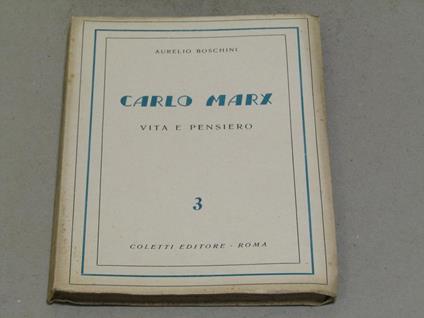 AURELIO BOSCHINI
CARLO MARX
VITA E PENSIERO
3
COLETTI EDITORE - ROMA